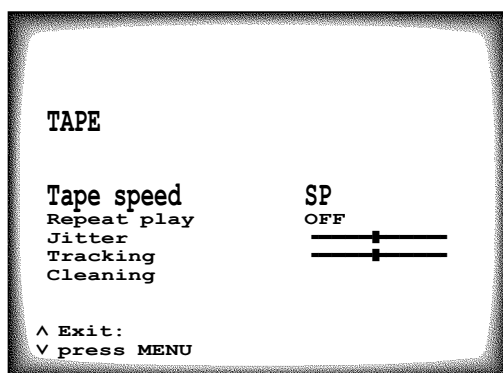 TAPE
Tape speed SP
Repeat play OFF
Jitter
Tracking
Cleaning
∧ Exit:
∨ press MENU